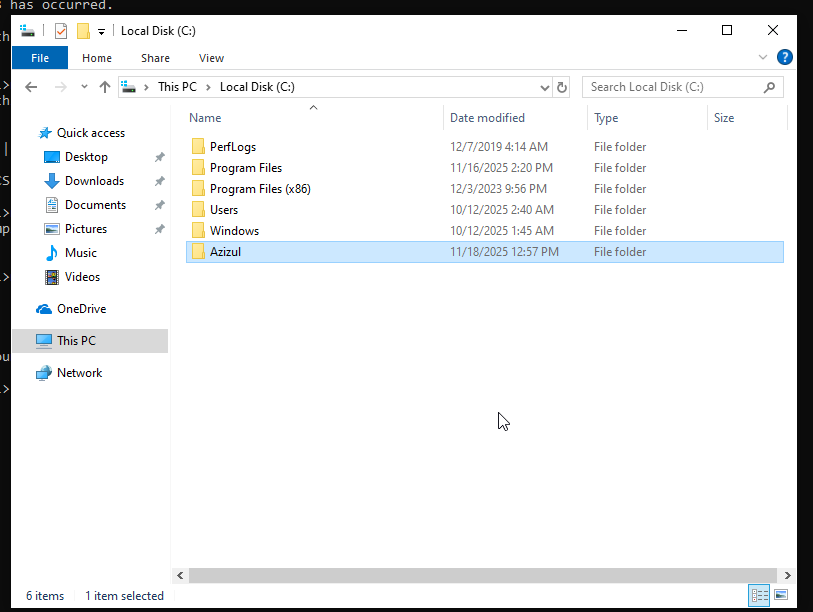 has occurred.
Local Disk (C:)
File Home Share View
This PC Local Disk (C:) Search Local Disk (C:)
Name Date modified Type Size
Quick access
Desktop
Downloads
Documents
Pictures
Music
Videos
OneDrive
This PC
Network
PerfLogs 12/7/2019 4:14 AM File folder
Program Files 11/16/2025 2:20 PM File folder
Program Files (x86) 12/3/2023 9:56 PM File folder
Users 10/12/2025 2:40 AM File folder
Windows 10/12/2025 1:45 AM File folder
Azizul 11/18/2025 12:57 PM File folder
6 items 1 item selected